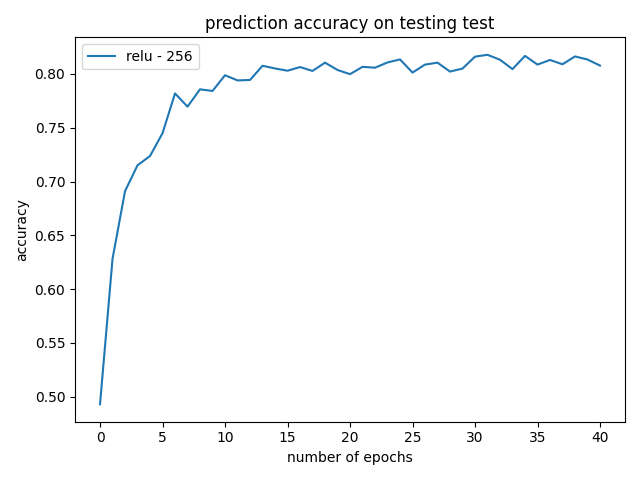 prediction accuracy on testing test
relu - 256
0.80
0.75
0.70
0.65
0.60
0.55
0.50
accuracy
0 5 10 15 20 25 30 35 40
number of epochs